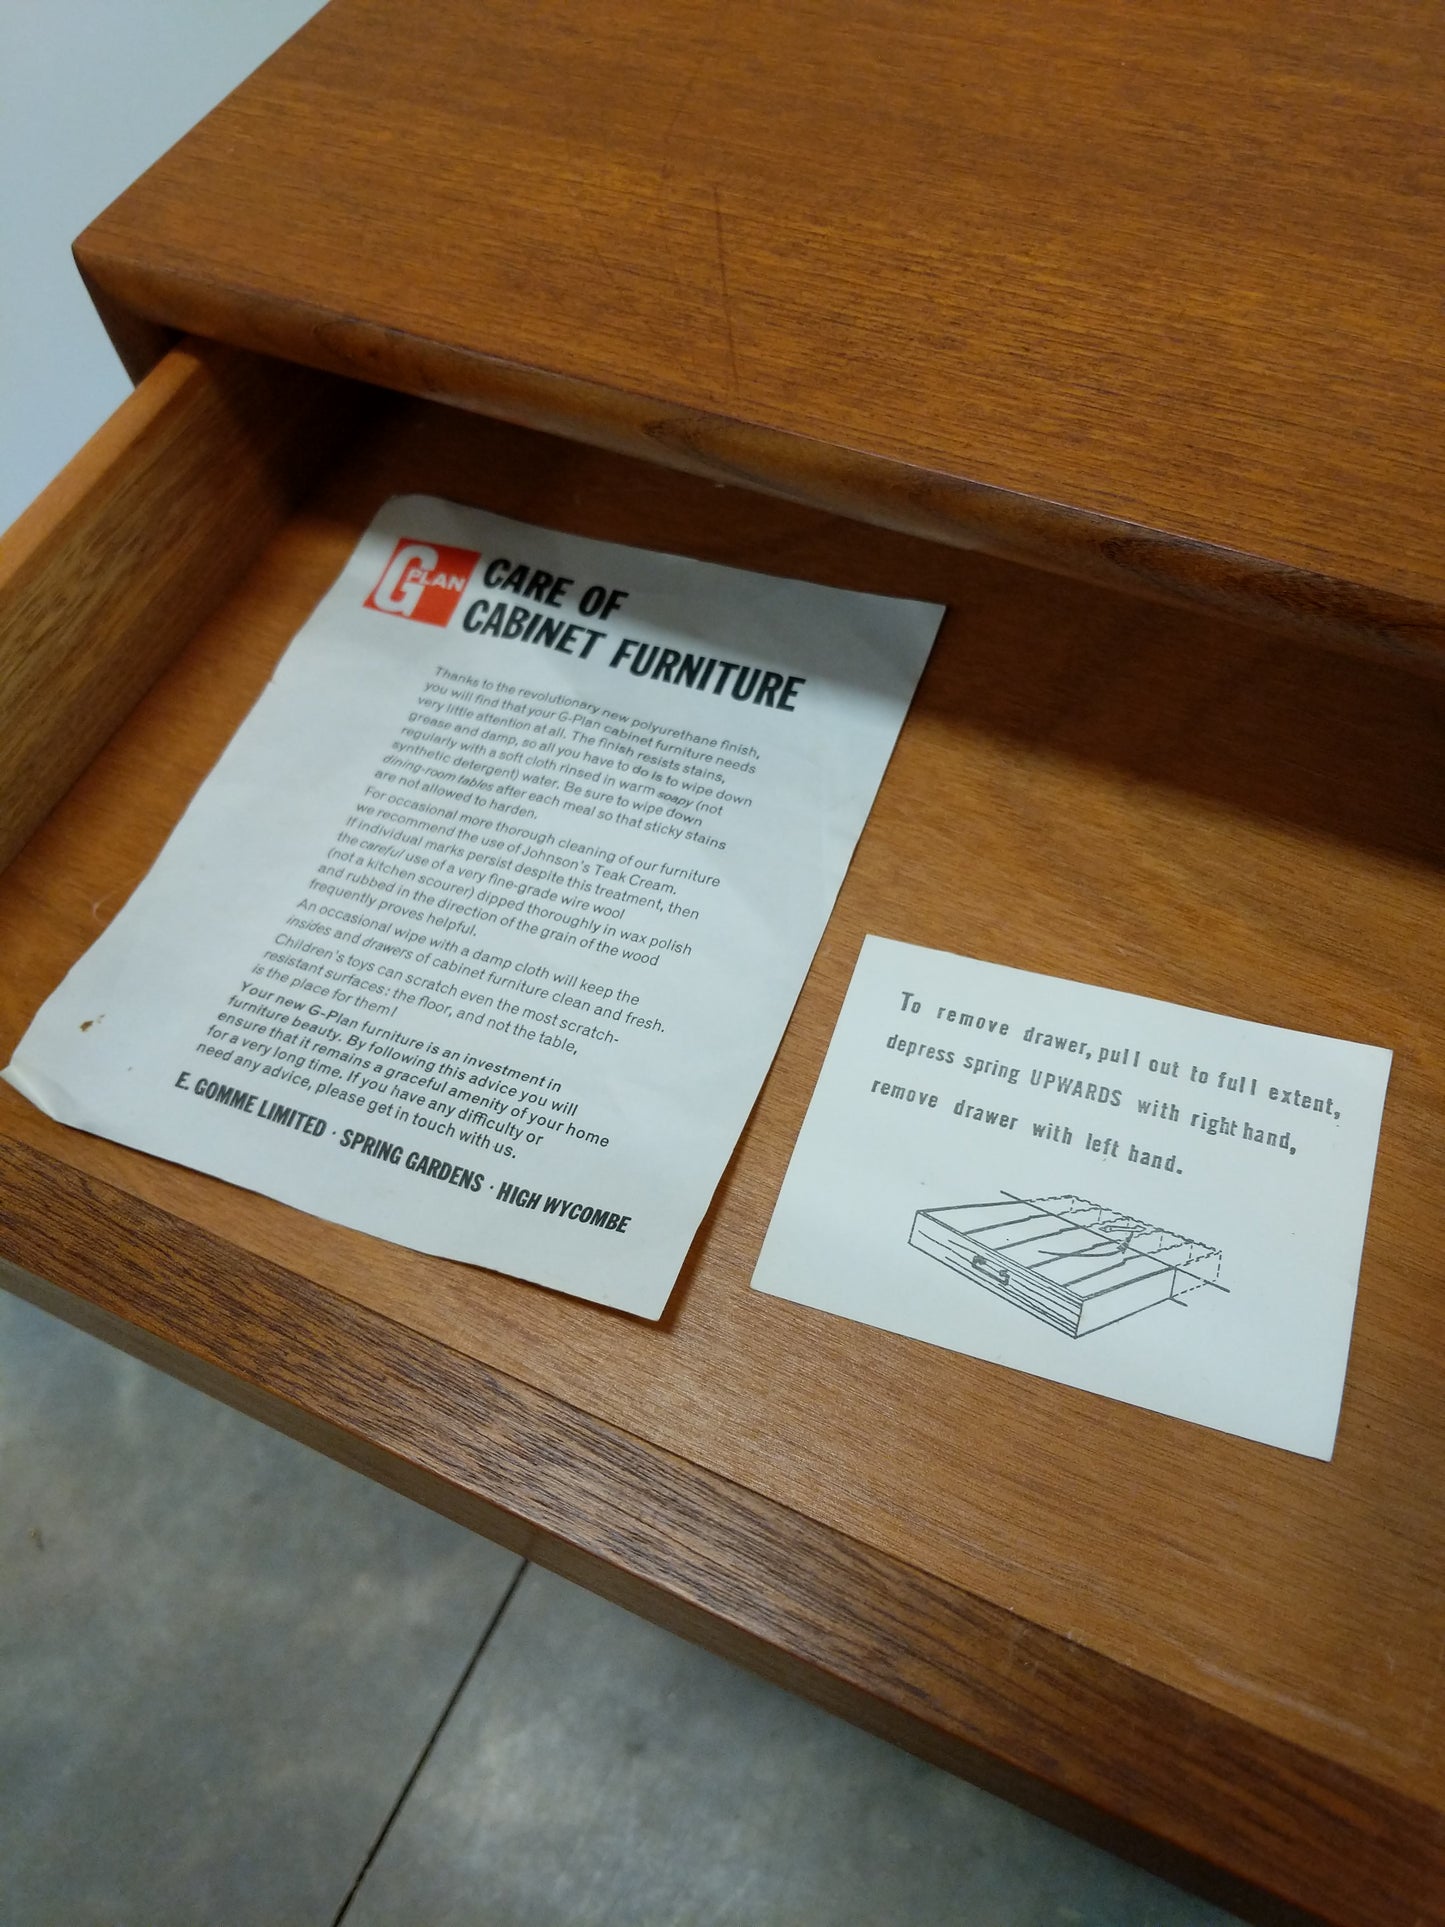 G PLAN
CARE OF
CABINET FURNITURE
Thanks to the revolutionary new polyurethane finish,
you will find that your G-Plan cabinet furniture needs
very little attention at all. The finish resists stains,
grease and damp, so all you have to do is to wipe down
regularly with a soft cloth rinsed in warm soapy (not
synthetic detergent) water. Be sure to wipe down
dining-room tables after each meal so that sticky stains
are not allowed to harden.
For occasional more thorough cleaning of our furniture
we recommend the use of Johnson's Teak Cream.
If individual marks persist despite this treatment, then
the careful use of a very fine-grade wire wool
(not a kitchen scourer) dipped thoroughly in wax polish
and rubbed in the direction of the grain of the wood
frequently proves helpful.
An occasional wipe with a damp cloth will keep the
insides and drawers of cabinet furniture clean and fresh.
Children's toys can scratch even the most scratch-
resistant surfaces: the floor, and not the table,
is the place for them!
Your new G-Plan furniture is an investment in
furniture beauty. By following this advice you will
ensure that it remains a graceful amenity of your home
for a very long time. If you have any difficulty or
need any advice, please get in touch with us.
E. GOMME LIMITED · SPRING GARDENS · HIGH WYCOMBE
To remove drawer, pull out to full extent,
depress spring UPWARDS with right hand,
remove drawer with left hand.